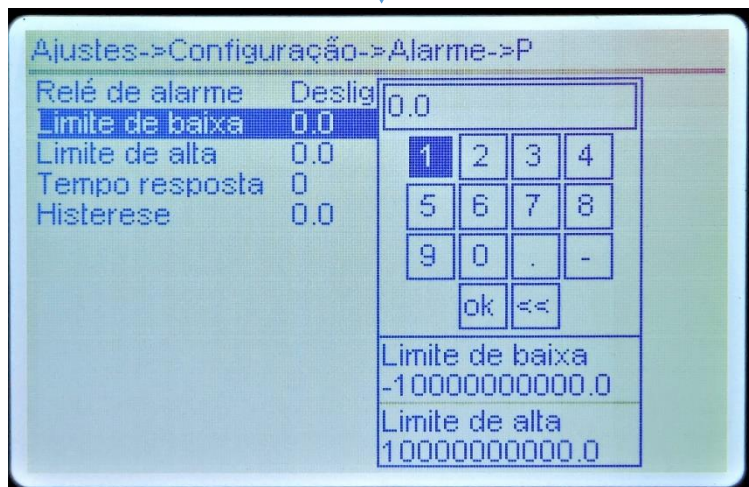 Ajustes->Configuração->Alarme->P
Relé de alarme Deslig
Limite de baixa 0.0
Limite de alta 0.0
Tempo resposta 0
Histerese 0.0
0.0
1 2 3 4
5 6 7 8
9 0 . -
ok <<
Limite de baixa
-10000000000.0
Limite de alta
10000000000.0